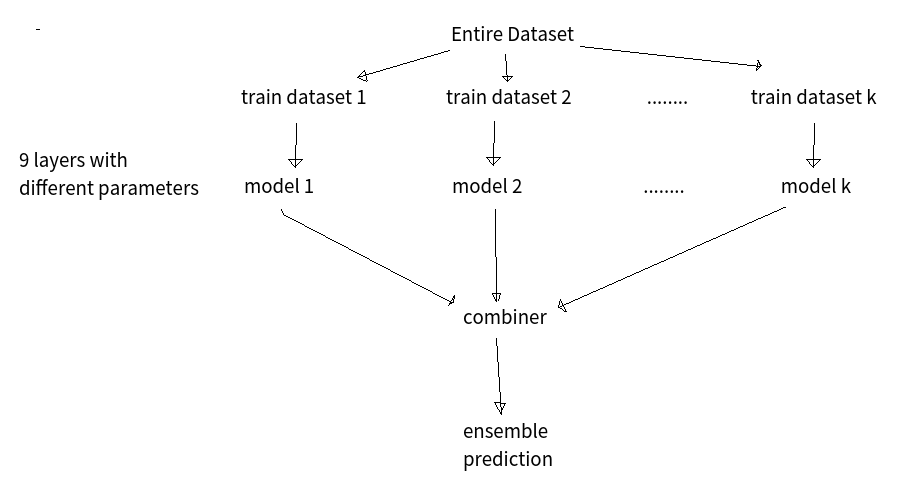 Entire Dataset
train dataset 1
train dataset 2
........
train dataset k
9 layers with
different parameters
model 1
model 2
........
model k
combiner
ensemble
prediction